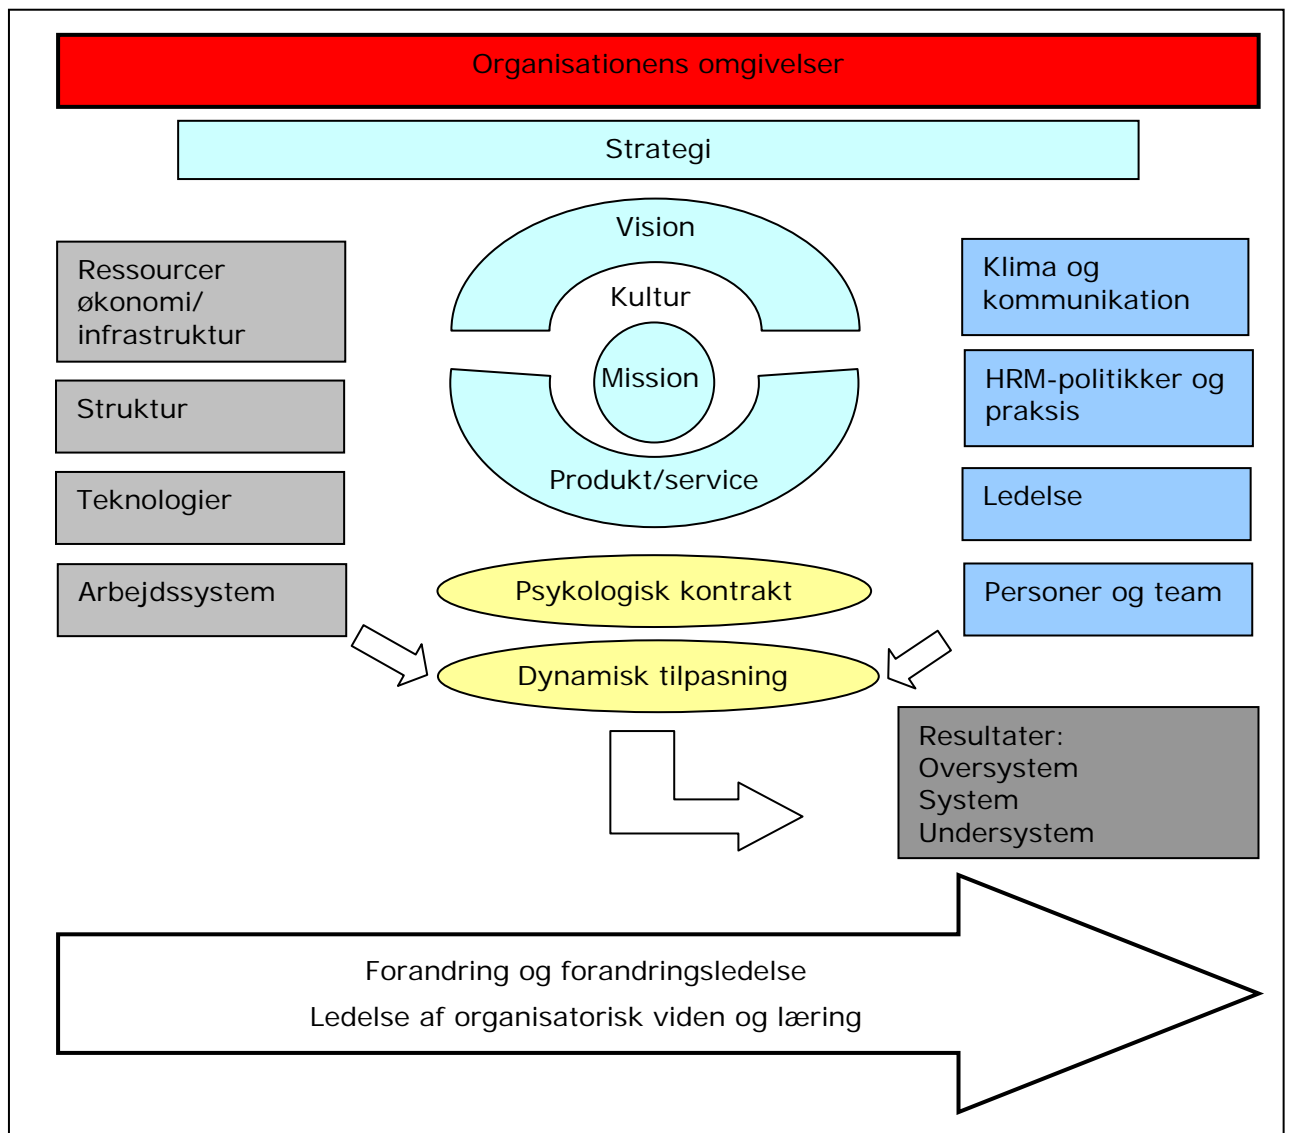 Organisationens omgivelser
Strategi
Vision
Kultur
Mission
Produkt/service
Ressourcer
økonomi/
infrastruktur
Struktur
Teknologier
Arbejdssystem
Klima og
kommunikation
HRM-politikker og
praksis
Ledelse
Personer og team
Psykologisk kontrakt
Dynamisk tilpasning
Resultater:
Oversystem
System
Undersystem
Forandring og forandringsledelse
Ledelse af organisatorisk viden og læring